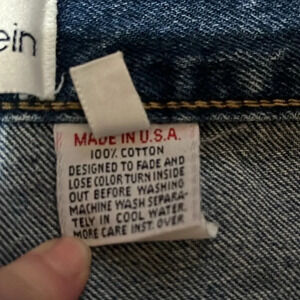 ein
MADE IN U.S.A.
100% COTTON
DESIGNED TO FADE AND
LOSE COLOR TURN INSIDE
OUT BEFORE WASHING
MACHINE WASH SEPARA-
TELY IN COOL WATER.
MORE CARE INST. OVER